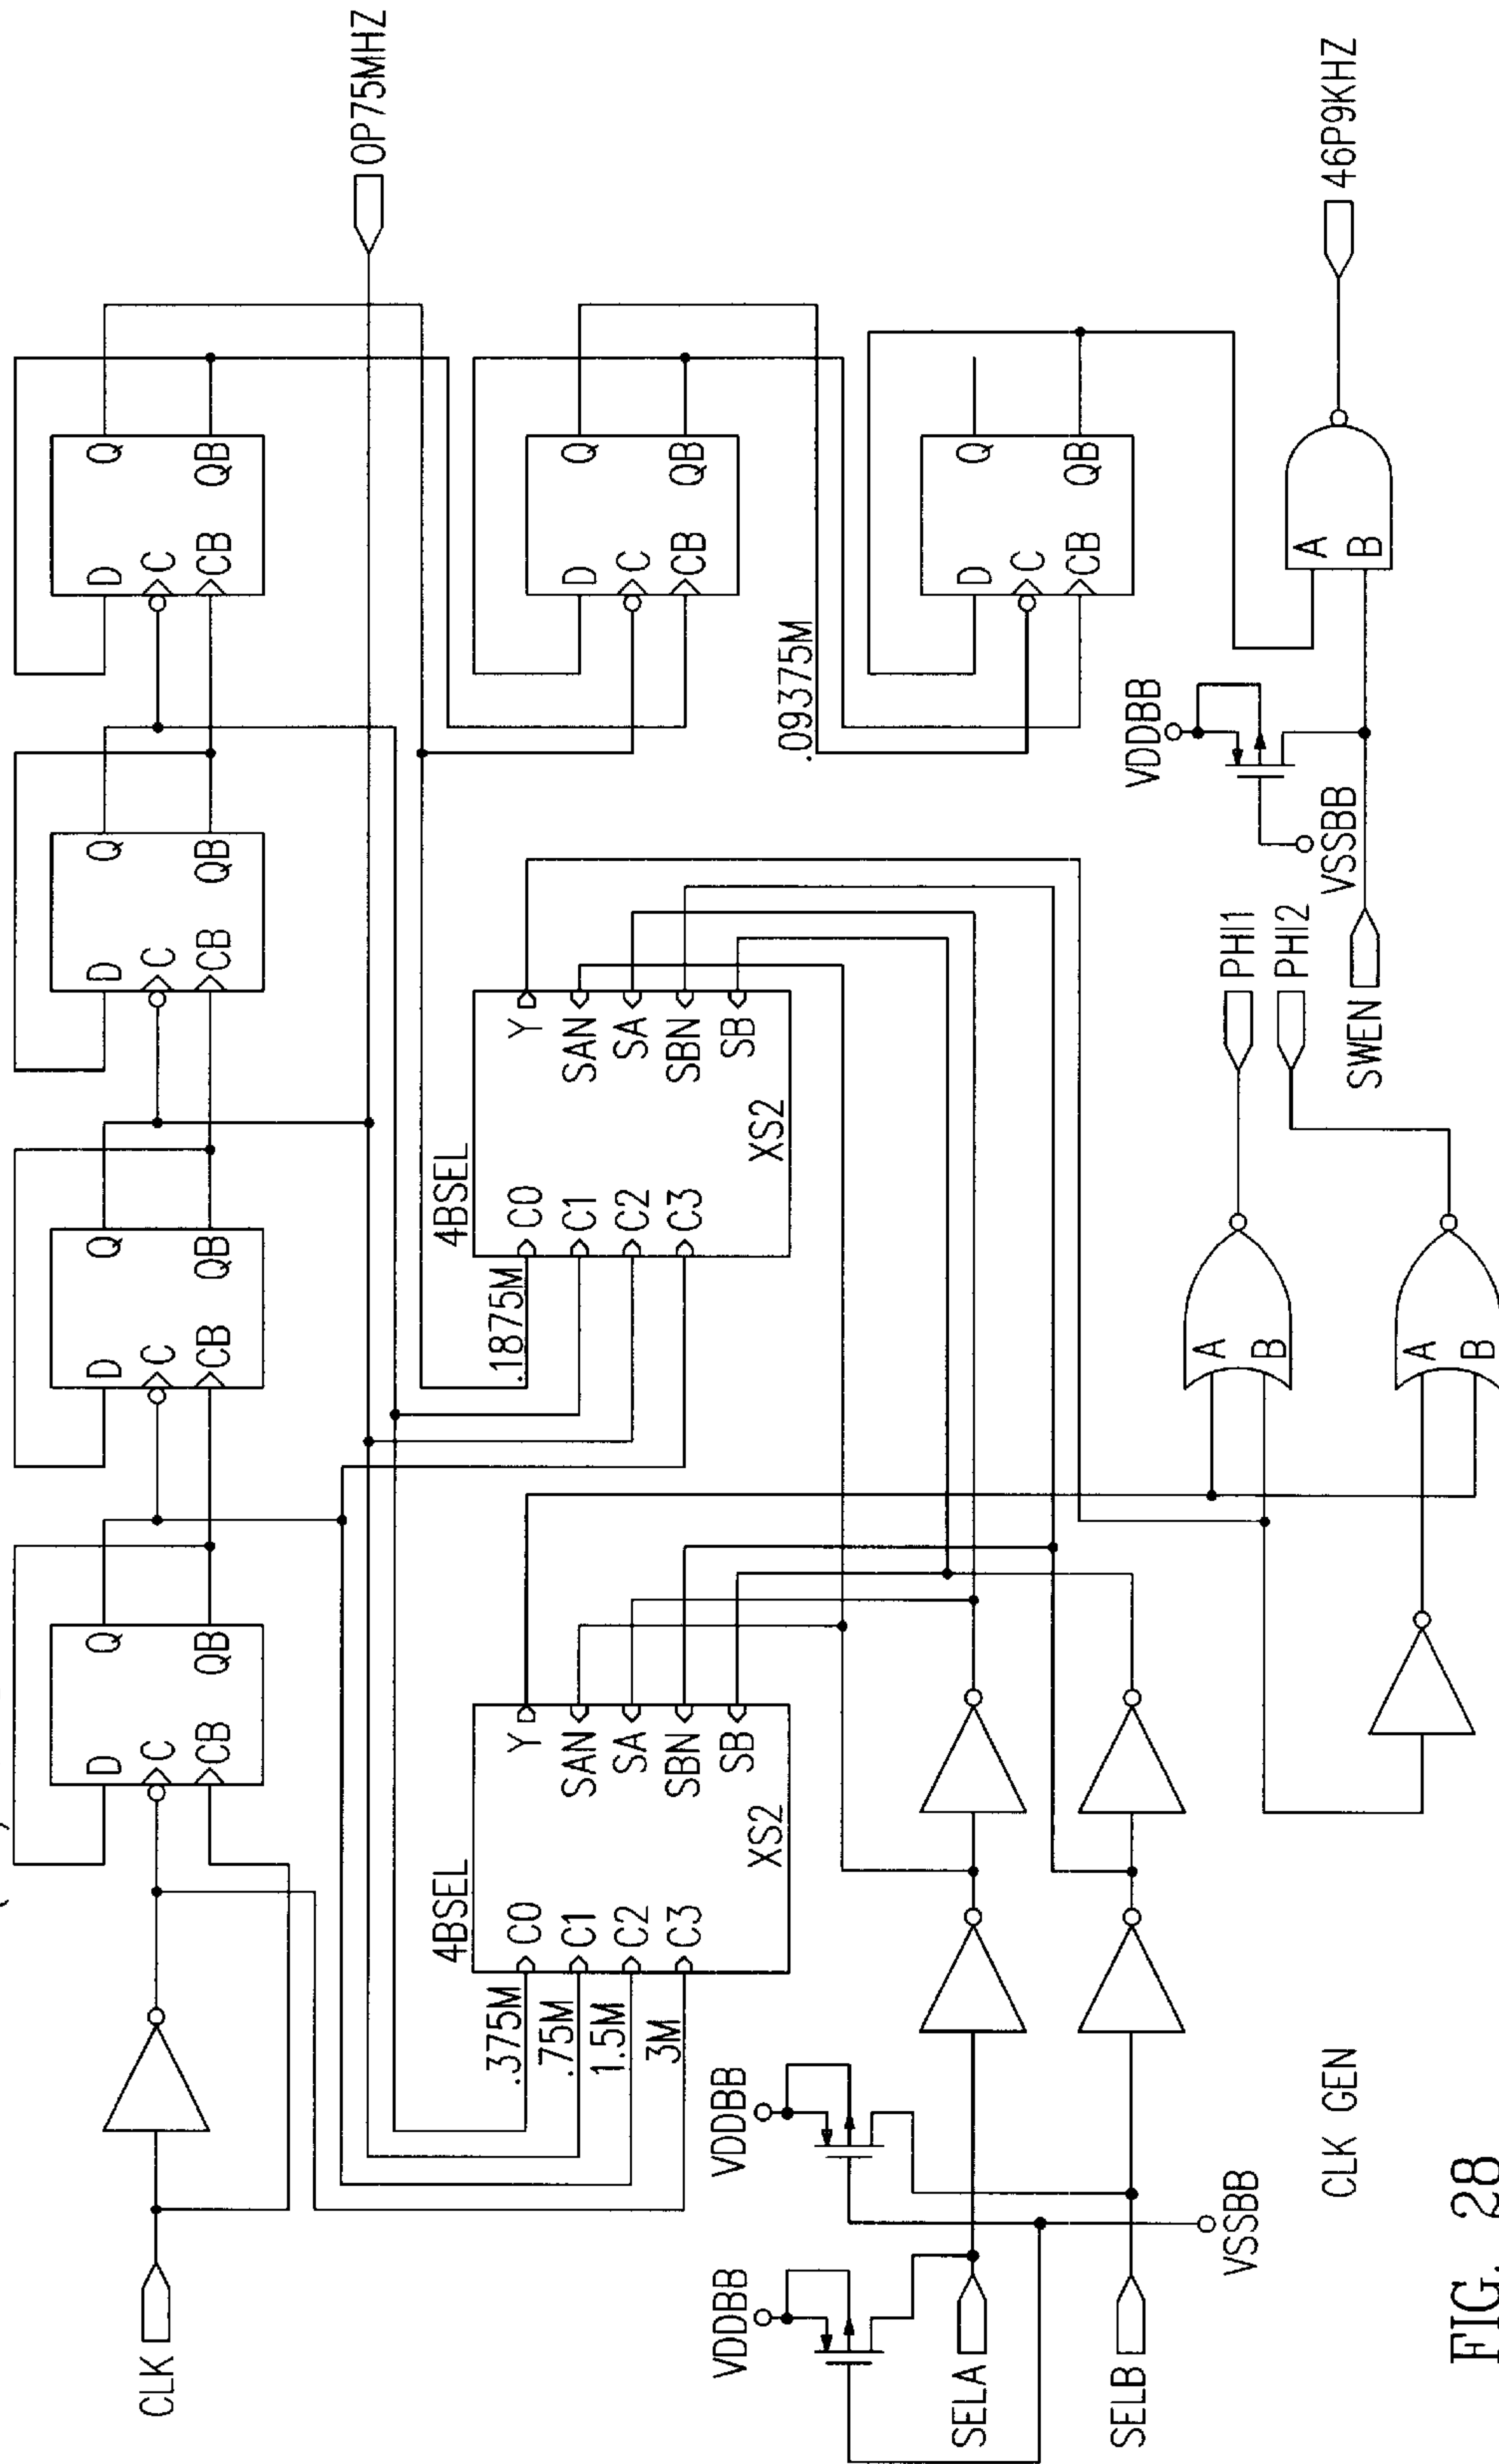 CLK
D
C
CB
Q
QB
D
C
CB
Q
QB
D
C
CB
Q
QB
D
C
CB
Q
QB
OP75MHZ
4BSEL
.375M
.75M
1.5M
3M
C0
C1
C2
C3
Y
SAN
SA
SBN
SB
XS2
4BSEL
.1875M
C0
C1
C2
C3
Y
SAN
SA
SBN
SB
XS2
D
C
CB
Q
QB
.09375M
D
C
CB
Q
QB
VDDBB
VDDBB
SELA
SELB
VSSBB
A
B
PHI1
A
B
PHI2
VDDBB
VSSBB
SWEN
A
B
46P9KHZ
CLK GEN
FIG. 28